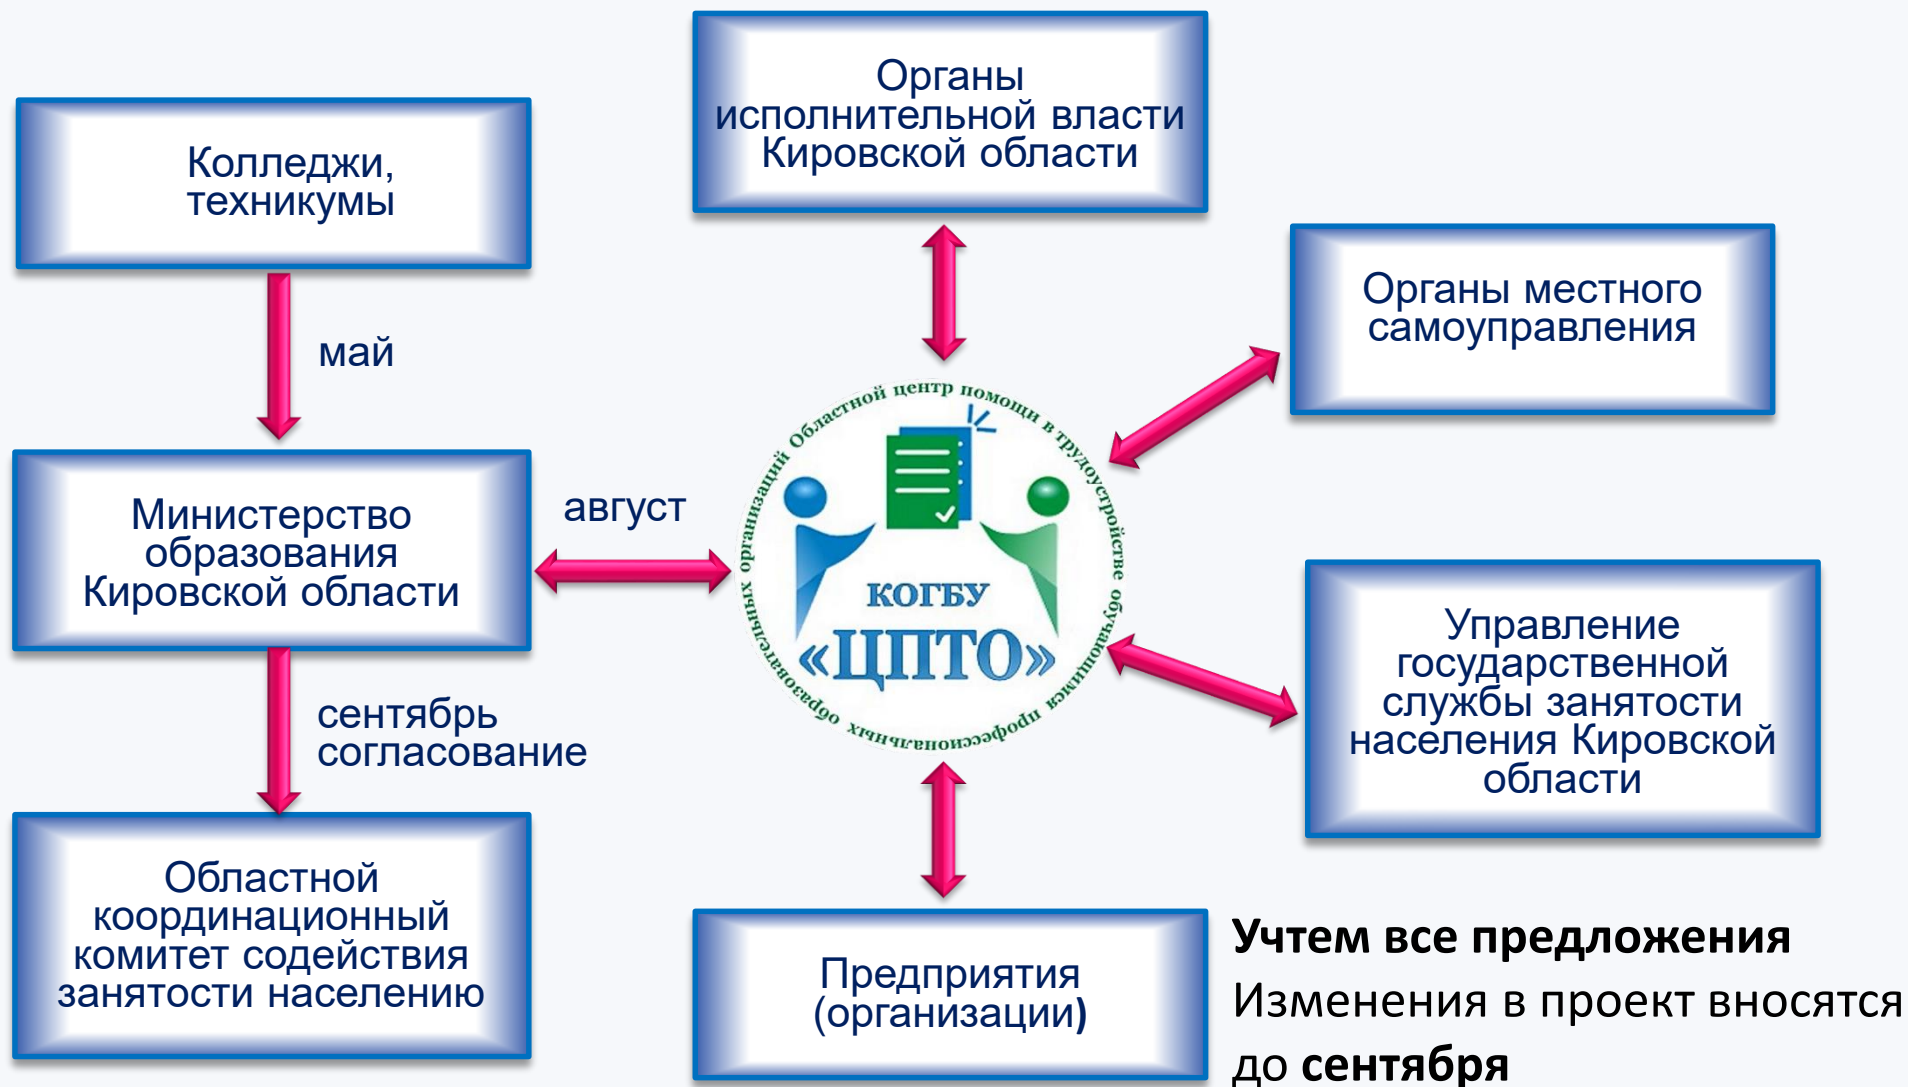 Органы
исполнительной власти
Кировской области
Колледжи,
техникумы
Органы местного
самоуправления
май
Областной центр помощи в трудоустройстве обучающимся профессиональных образовательных организаций
КОГБУ
«ЦПТО»
Министерство
образования
Кировской области
август
Управление
государственной
службы занятости
населения Кировской
области
сентябрь
согласование
Областной
координационный
комитет содействия
занятости населению
Предприятия
(организации)
Учтем все предложения
Изменения в проект вносятся
до сентября